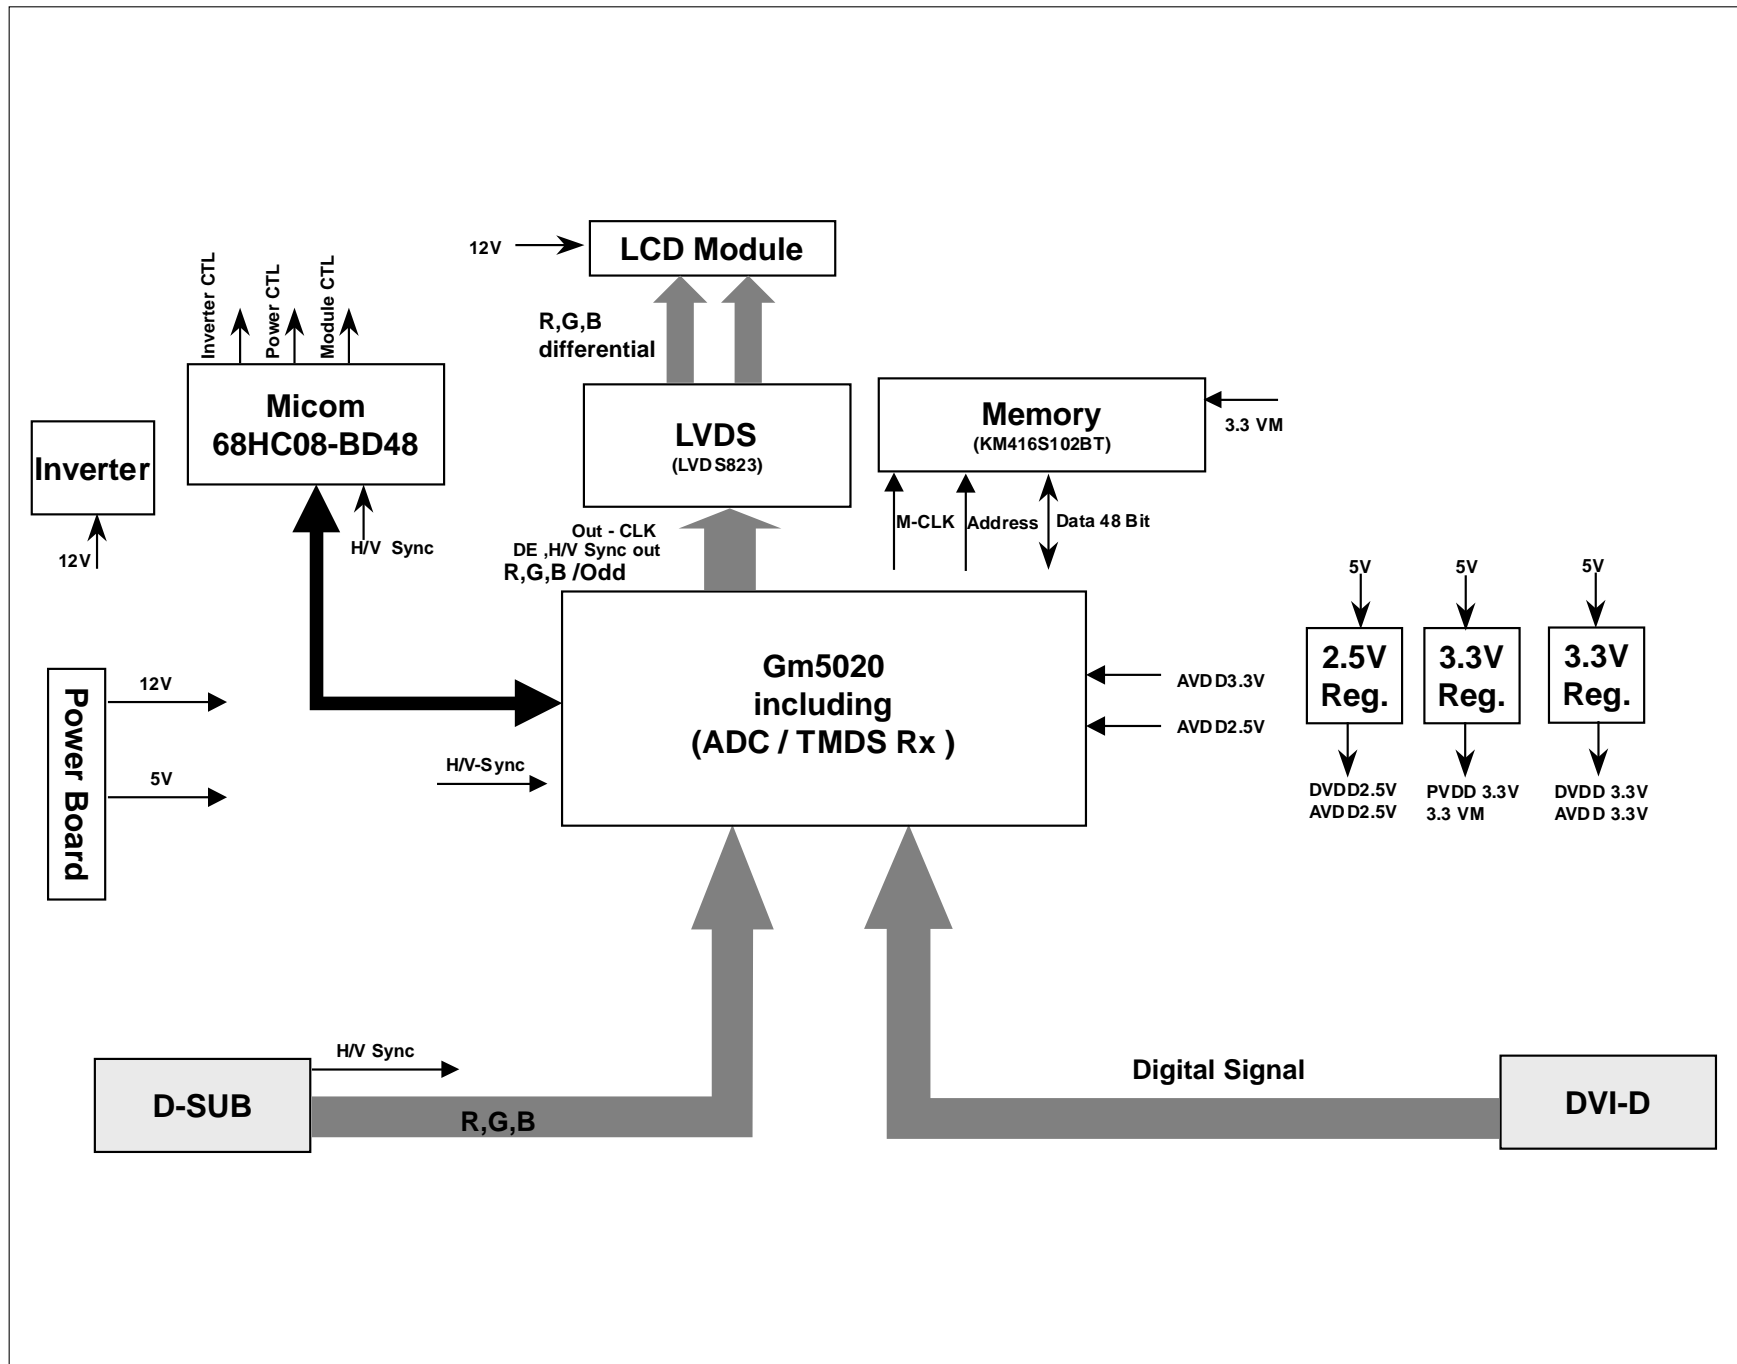 12V
LCD Module
Inverter CTL
Power CTL
Module CTL
R,G,B
differential
Micom
68HC08-BD48
LVDS
(LVDS823)
Memory
(KM416S102BT)
3.3 VM
Inverter
12V
H/V Sync
Out - CLK
DE ,H/V Sync out
R,G,B /Odd
M-CLK
Address
Data 48 Bit
5V
5V
5V
Gm5020
including
(ADC / TMDS Rx )
AVDD3.3V
AVDD2.5V
2.5V
Reg.
3.3V
Reg.
3.3V
Reg.
DVDD2.5V
AVDD2.5V
PVDD 3.3V
3.3 VM
DVDD 3.3V
AVDD 3.3V
Power Board
12V
5V
H/V-Sync
D-SUB
H/V Sync
R,G,B
Digital Signal
DVI-D